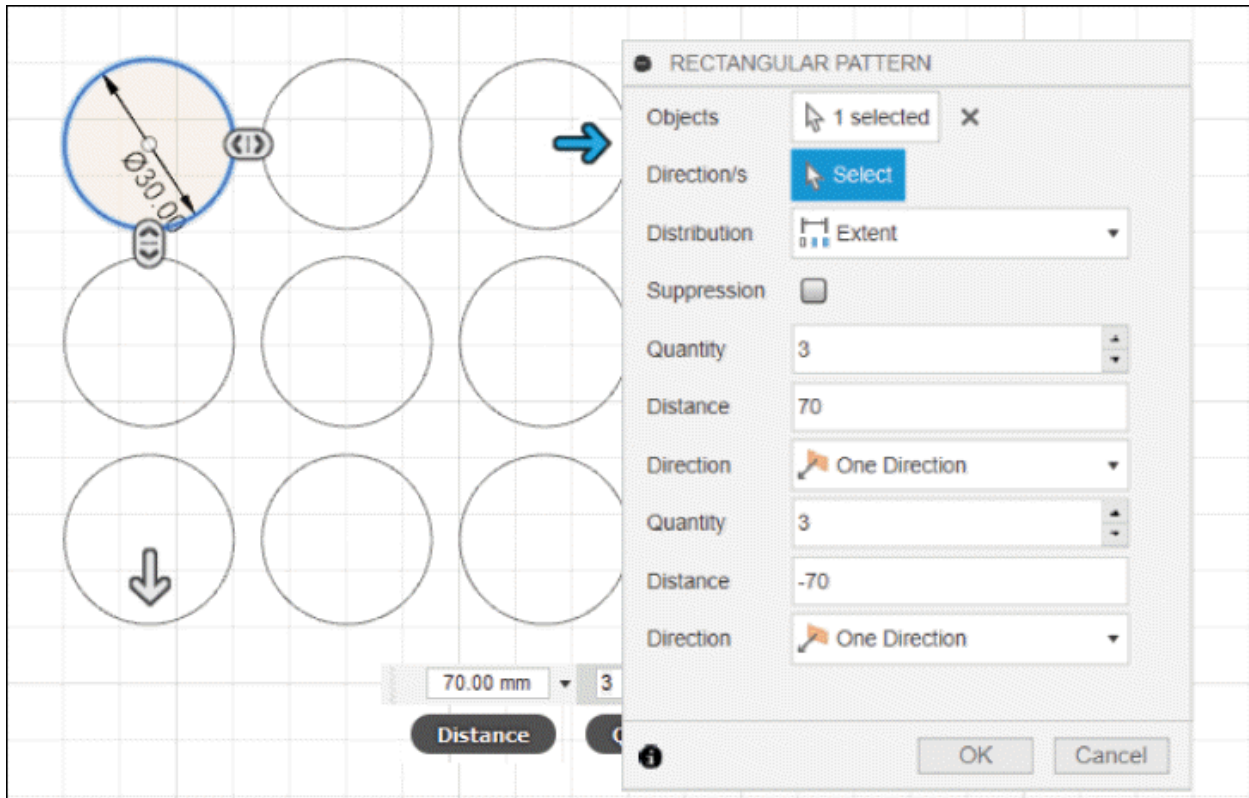 RECTANGULAR PATTERN
Objects 1 selected
Direction/s Select
Ø30.00
Distribution Extent
Suppression
Quantity 3
Distance 70
Direction One Direction
Quantity 3
Distance -70
Direction One Direction
70.00 mm 3
Distance
OK Cancel